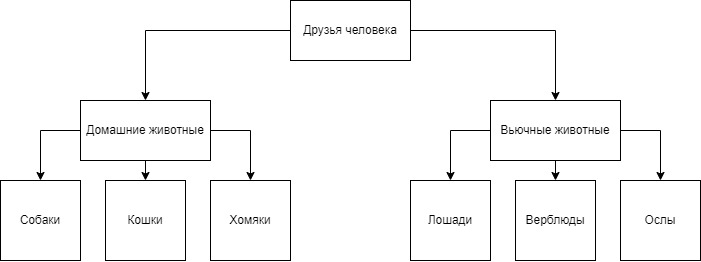 Друзья человека
Домашние животные
Вьючные животные
Собаки
Кошки
Хомяки
Лошади
Верблюды
Ослы